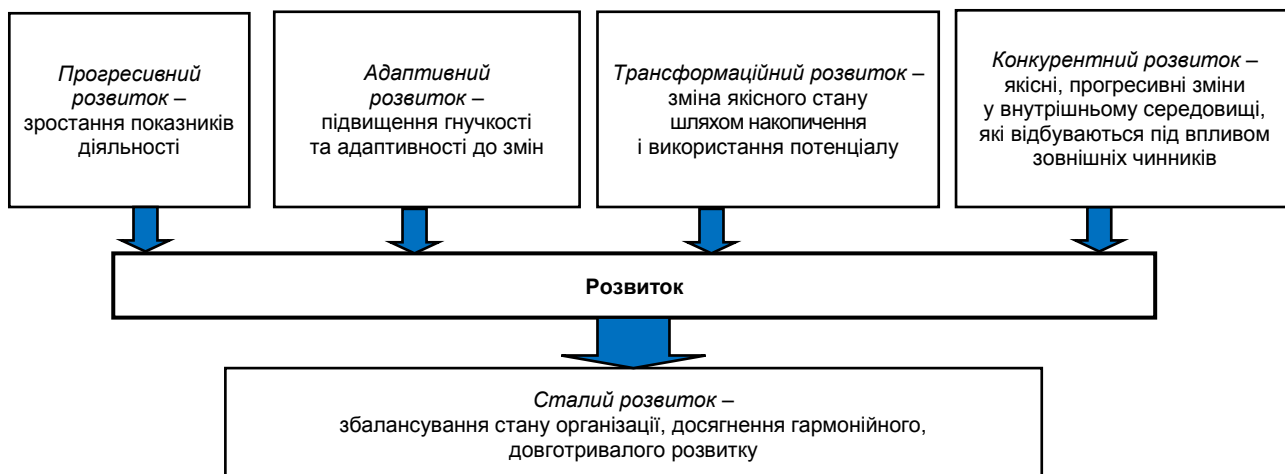 Прогресивний
розвиток –
зростання показників
діяльності
Адаптивний
розвиток –
підвищення гнучкості
та адаптивності до змін
Трансформаційний розвиток –
зміна якісного стану
шляхом накопичення
і використання потенціалу
Конкурентний розвиток –
якісні, прогресивні зміни
у внутрішньому середовищі,
які відбуваються під впливом
зовнішніх чинників
Розвиток
Сталий розвиток –
збалансування стану організації, досягнення гармонійного,
довготривалого розвитку